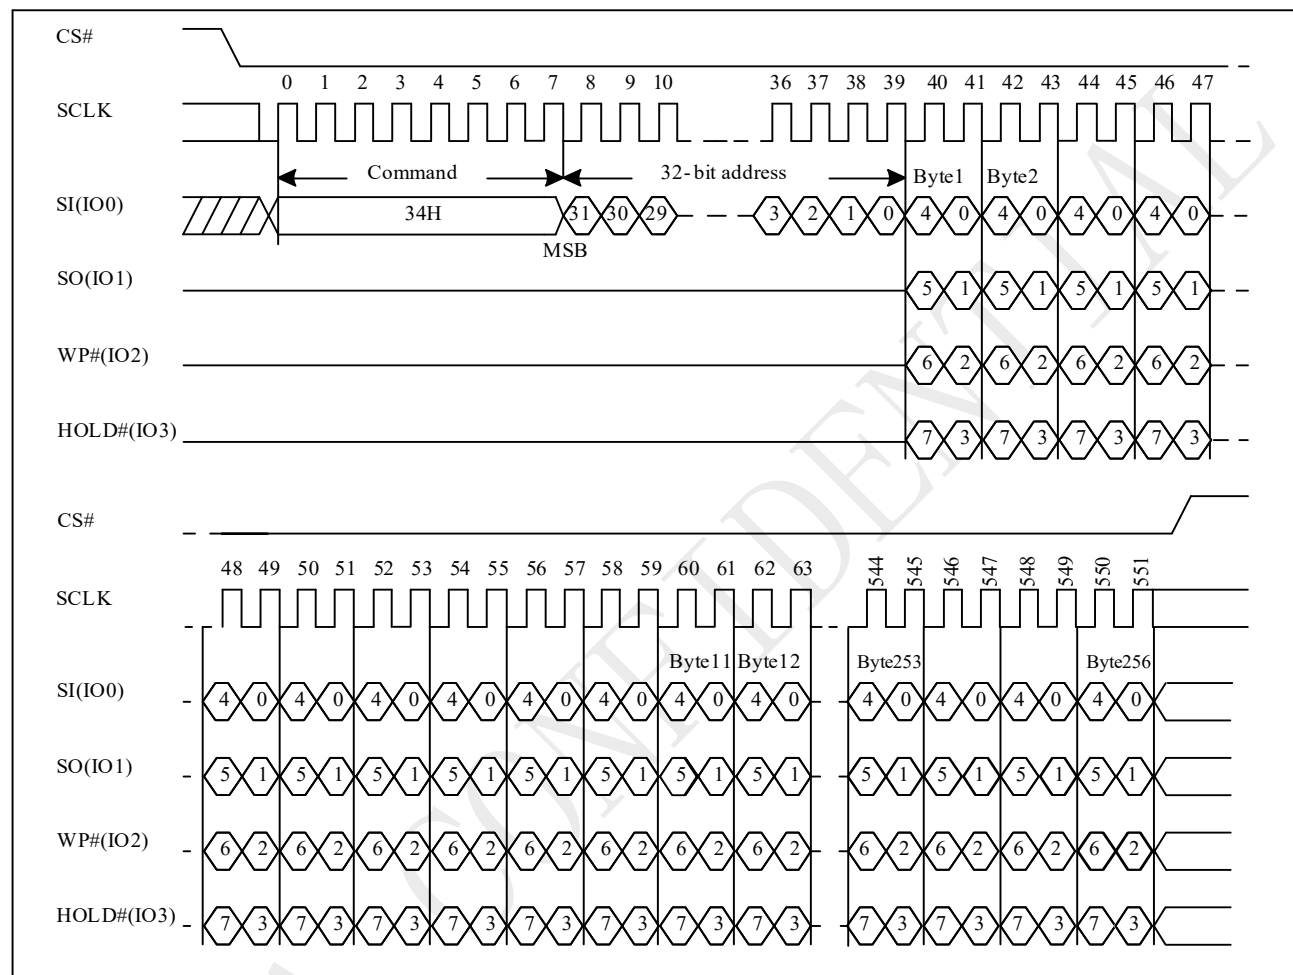 CS#
0 1 2 3 4 5 6 7 8 9 10 36 37 38 39 40 41 42 43 44 45 46 47
SCLK
Command 32-bit address Byte1 Byte2
SI(IO0) 34H 31 30 29 3 2 1 0 4 0 4 0 4 0 4 0
MSB
SO(IO1) 5 1 5 1 5 1 5 1
WP#(IO2) 6 2 6 2 6 2 6 2
HOLD#(IO3) 7 3 7 3 7 3 7 3
CS#
48 49 50 51 52 53 54 55 56 57 58 59 60 61 62 63 544 545 546 547 548 549 550 551
SCLK
Byte11 Byte12 Byte253 Byte256
SI(IO0) 4 0 4 0 4 0 4 0 4 0 4 0 4 0 4 0 4 0 4 0 4 0 4 0
SO(IO1) 5 1 5 1 5 1 5 1 5 1 5 1 5 1 5 1 5 1 5 1 5 1 5 1
WP#(IO2) 6 2 6 2 6 2 6 2 6 2 6 2 6 2 6 2 6 2 6 2 6 2 6 2
HOLD#(IO3) 7 3 7 3 7 3 7 3 7 3 7 3 7 3 7 3 7 3 7 3 7 3 7 3
CONFIDENTIAL